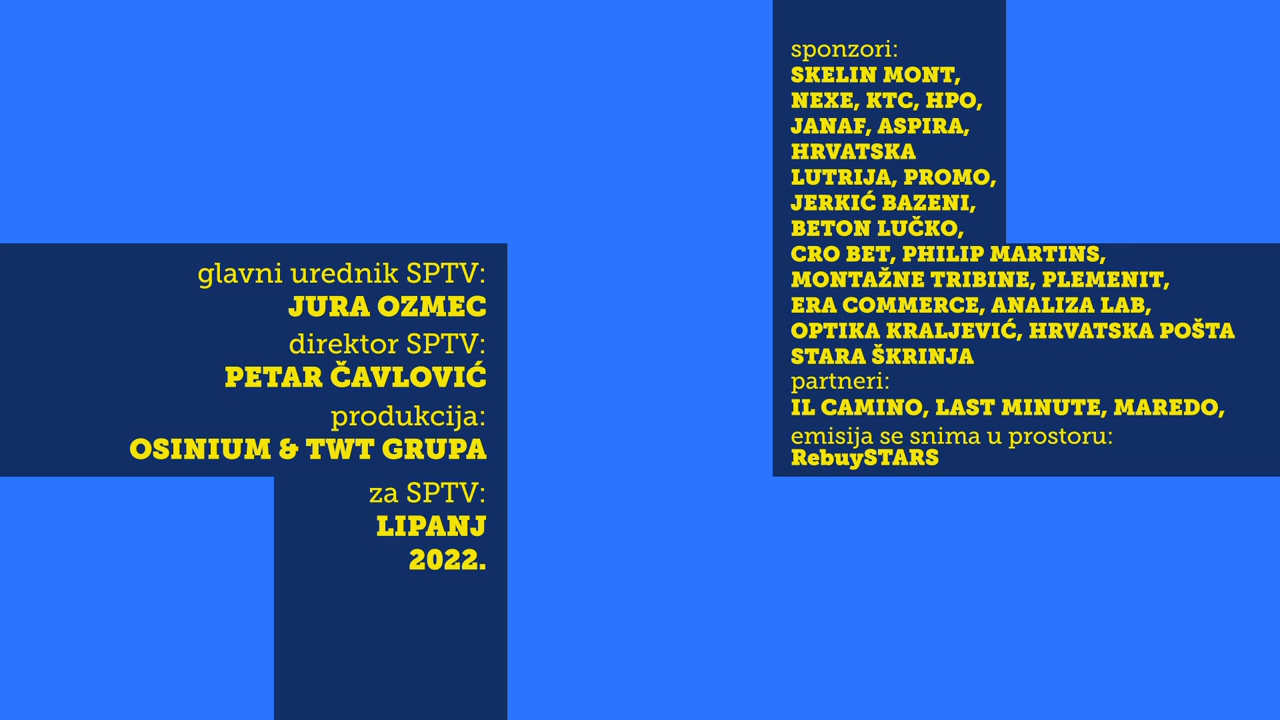 glavni urednik SPTV:
JURA OZMEC
direktor SPTV:
PETAR ČAVLOVIĆ
produkcija:
OSINIUM & TWT GRUPA
za SPTV:
LIPANJ
2022.
sponzori:
SKELIN MONT,
NEXE, KTC, HPO,
JANAF, ASPIRA,
HRVATSKA
LUTRIJA, PROMO,
JERKIĆ BAZENI,
BETON LUČKO,
CRO BET, PHILIP MARTINS,
MONTAŽNE TRIBINE, PLEMENIT,
ERA COMMERCE, ANALIZA LAB,
OPTIKA KRALJEVIĆ, HRVATSKA POŠTA
STARA ŠKRINJA
partneri:
IL CAMINO, LAST MINUTE, MAREDO,
emisija se snima u prostoru:
RebuySTARS